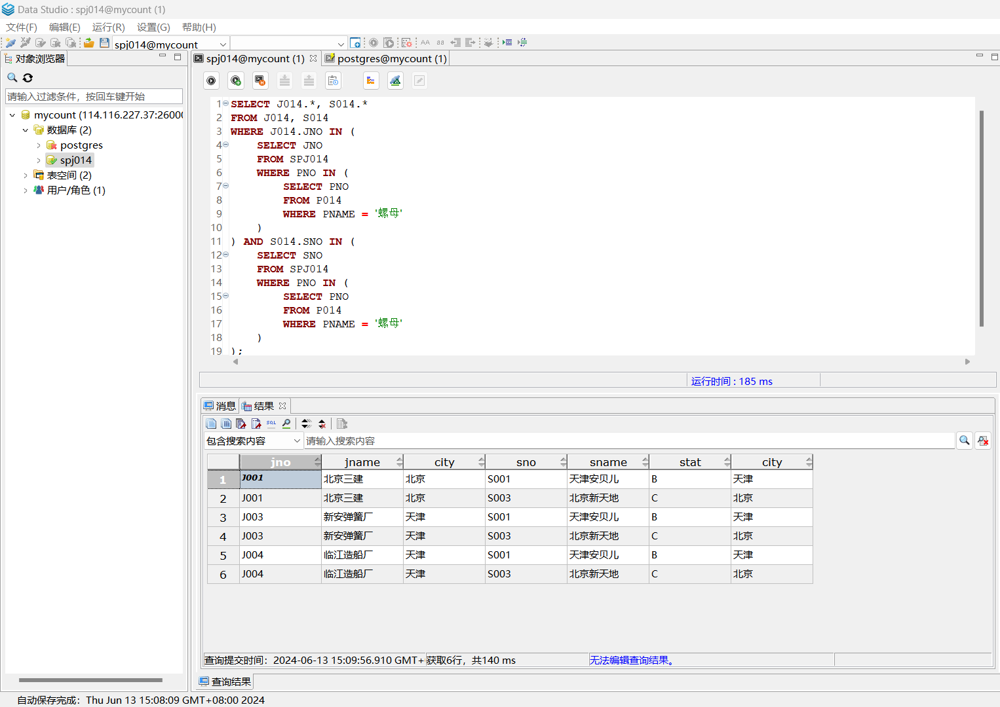 Data Studio : spj014@mycount (1)
文件(F) 编辑(E) 运行(R) 设置(G) 帮助(H)
spj014@mycount
对象浏览器
spj014@mycount (1) postgres@mycount (1)
请输入过滤条件，按回车键开始
mycount (114.116.227.37:2600
数据库 (2)
postgres
spj014
表空间 (2)
用户/角色 (1)
1 SELECT J014.*, S014.*
2 FROM J014, S014
3 WHERE J014.JNO IN (
4 SELECT JNO
5 FROM SPJ014
6 WHERE PNO IN (
7 SELECT PNO
8 FROM P014
9 WHERE PNAME = '螺母'
10 )
11 ) AND S014.SNO IN (
12 SELECT SNO
13 FROM SPJ014
14 WHERE PNO IN (
15 SELECT PNO
16 FROM P014
17 WHERE PNAME = '螺母'
18 )
19 );
运行时间 : 185 ms
消息 结果
包含搜索内容 请输入搜索内容
jno jname city sno sname stat city
1 J001 北京三建 北京 S001 天津安贝儿 B 天津
2 J001 北京三建 北京 S003 北京新天地 C 北京
3 J003 新安弹簧厂 天津 S001 天津安贝儿 B 天津
4 J003 新安弹簧厂 天津 S003 北京新天地 C 北京
5 J004 临江造船厂 天津 S001 天津安贝儿 B 天津
6 J004 临江造船厂 天津 S003 北京新天地 C 北京
查询提交时间：2024-06-13 15:09:56.910 GMT+ 获取6行，共140 ms 无法编辑查询结果。
查询结果
自动保存完成：Thu Jun 13 15:08:09 GMT+08:00 2024